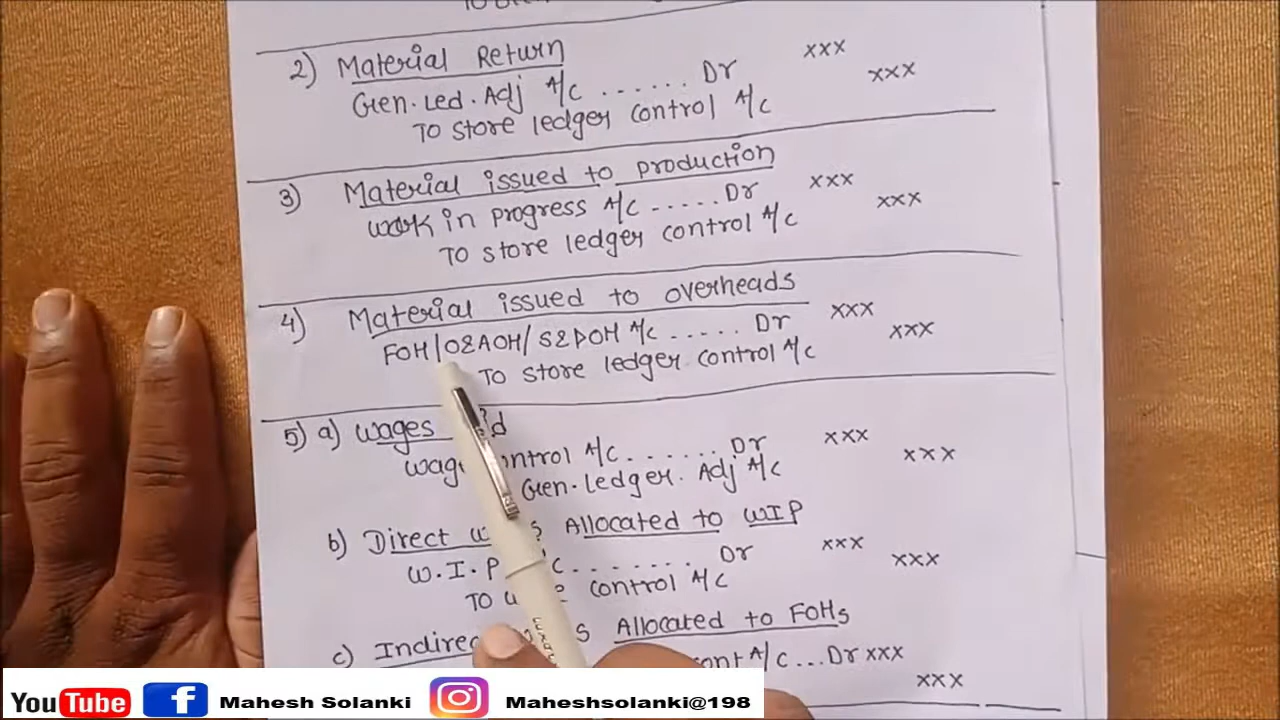 2) Material Return
Gen. Led. Adj A/c ...... Dr xxx
To store ledger control A/c xxx
3) Material issued to production
work in progress A/c ..... Dr xxx
To store ledger control A/c xxx
4) Material issued to overheads
FOH/O&AOH/S&DOH A/c ..... Dr xxx
To store ledger control A/c xxx
5) a) wages
control A/c ....... Dr xxx
Gen. Ledger. Adj A/c xxx
b) Direct Allocated to WIP
W.I.P ....... Dr xxx
To control A/c xxx
c) Allocated to FOHs
A/c ... Dr xxx
xxx
YouTube f Mahesh Solanki Maheshsolanki@198